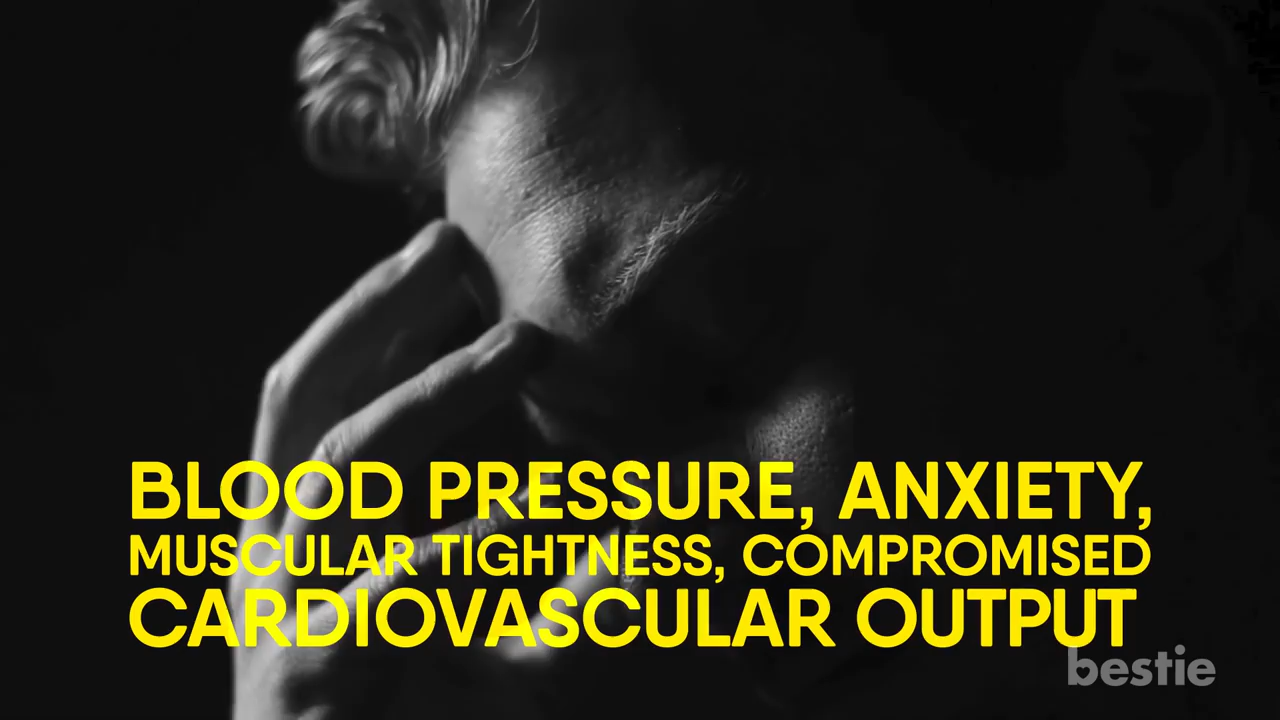 BLOOD PRESSURE, ANXIETY,
MUSCULAR TIGHTNESS, COMPROMISED
CARDIOVASCULAR OUTPUT
bestie